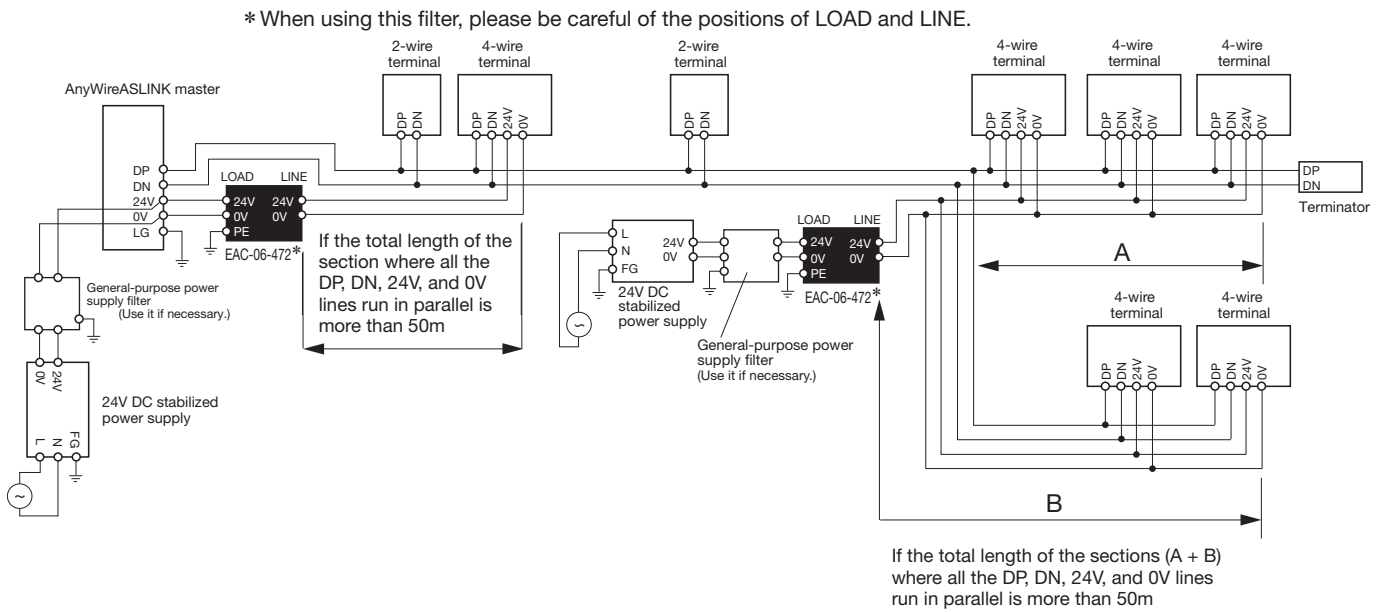 * When using this filter, please be careful of the positions of LOAD and LINE.
2-wire
terminal
4-wire
terminal
2-wire
terminal
4-wire
terminal
4-wire
terminal
4-wire
terminal
AnyWireASLINK master
DP
DN
DP
DN
24V
0V
DP
DN
DP
DN
24V
0V
DP
DN
24V
0V
DP
DN
24V
0V
DP
DN
24V
0V
LG
LOAD
LINE
24V
0V
PE
24V
0V
EAC-06-472*
DP
DN
Terminator
If the total length of the
section where all the
DP, DN, 24V, and 0V
lines run in parallel is
more than 50m
L
N
FG
24V
0V
24V DC
stabilized
power supply
LOAD
LINE
24V
0V
PE
24V
0V
EAC-06-472*
A
General-purpose power
supply filter
(Use it if necessary.)
General-purpose power
supply filter
(Use it if necessary.)
4-wire
terminal
4-wire
terminal
DP
DN
24V
0V
DP
DN
24V
0V
0V
24V
24V DC stabilized
power supply
L
N
FG
~
~
B
If the total length of the sections (A + B)
where all the DP, DN, 24V, and 0V lines
run in parallel is more than 50m